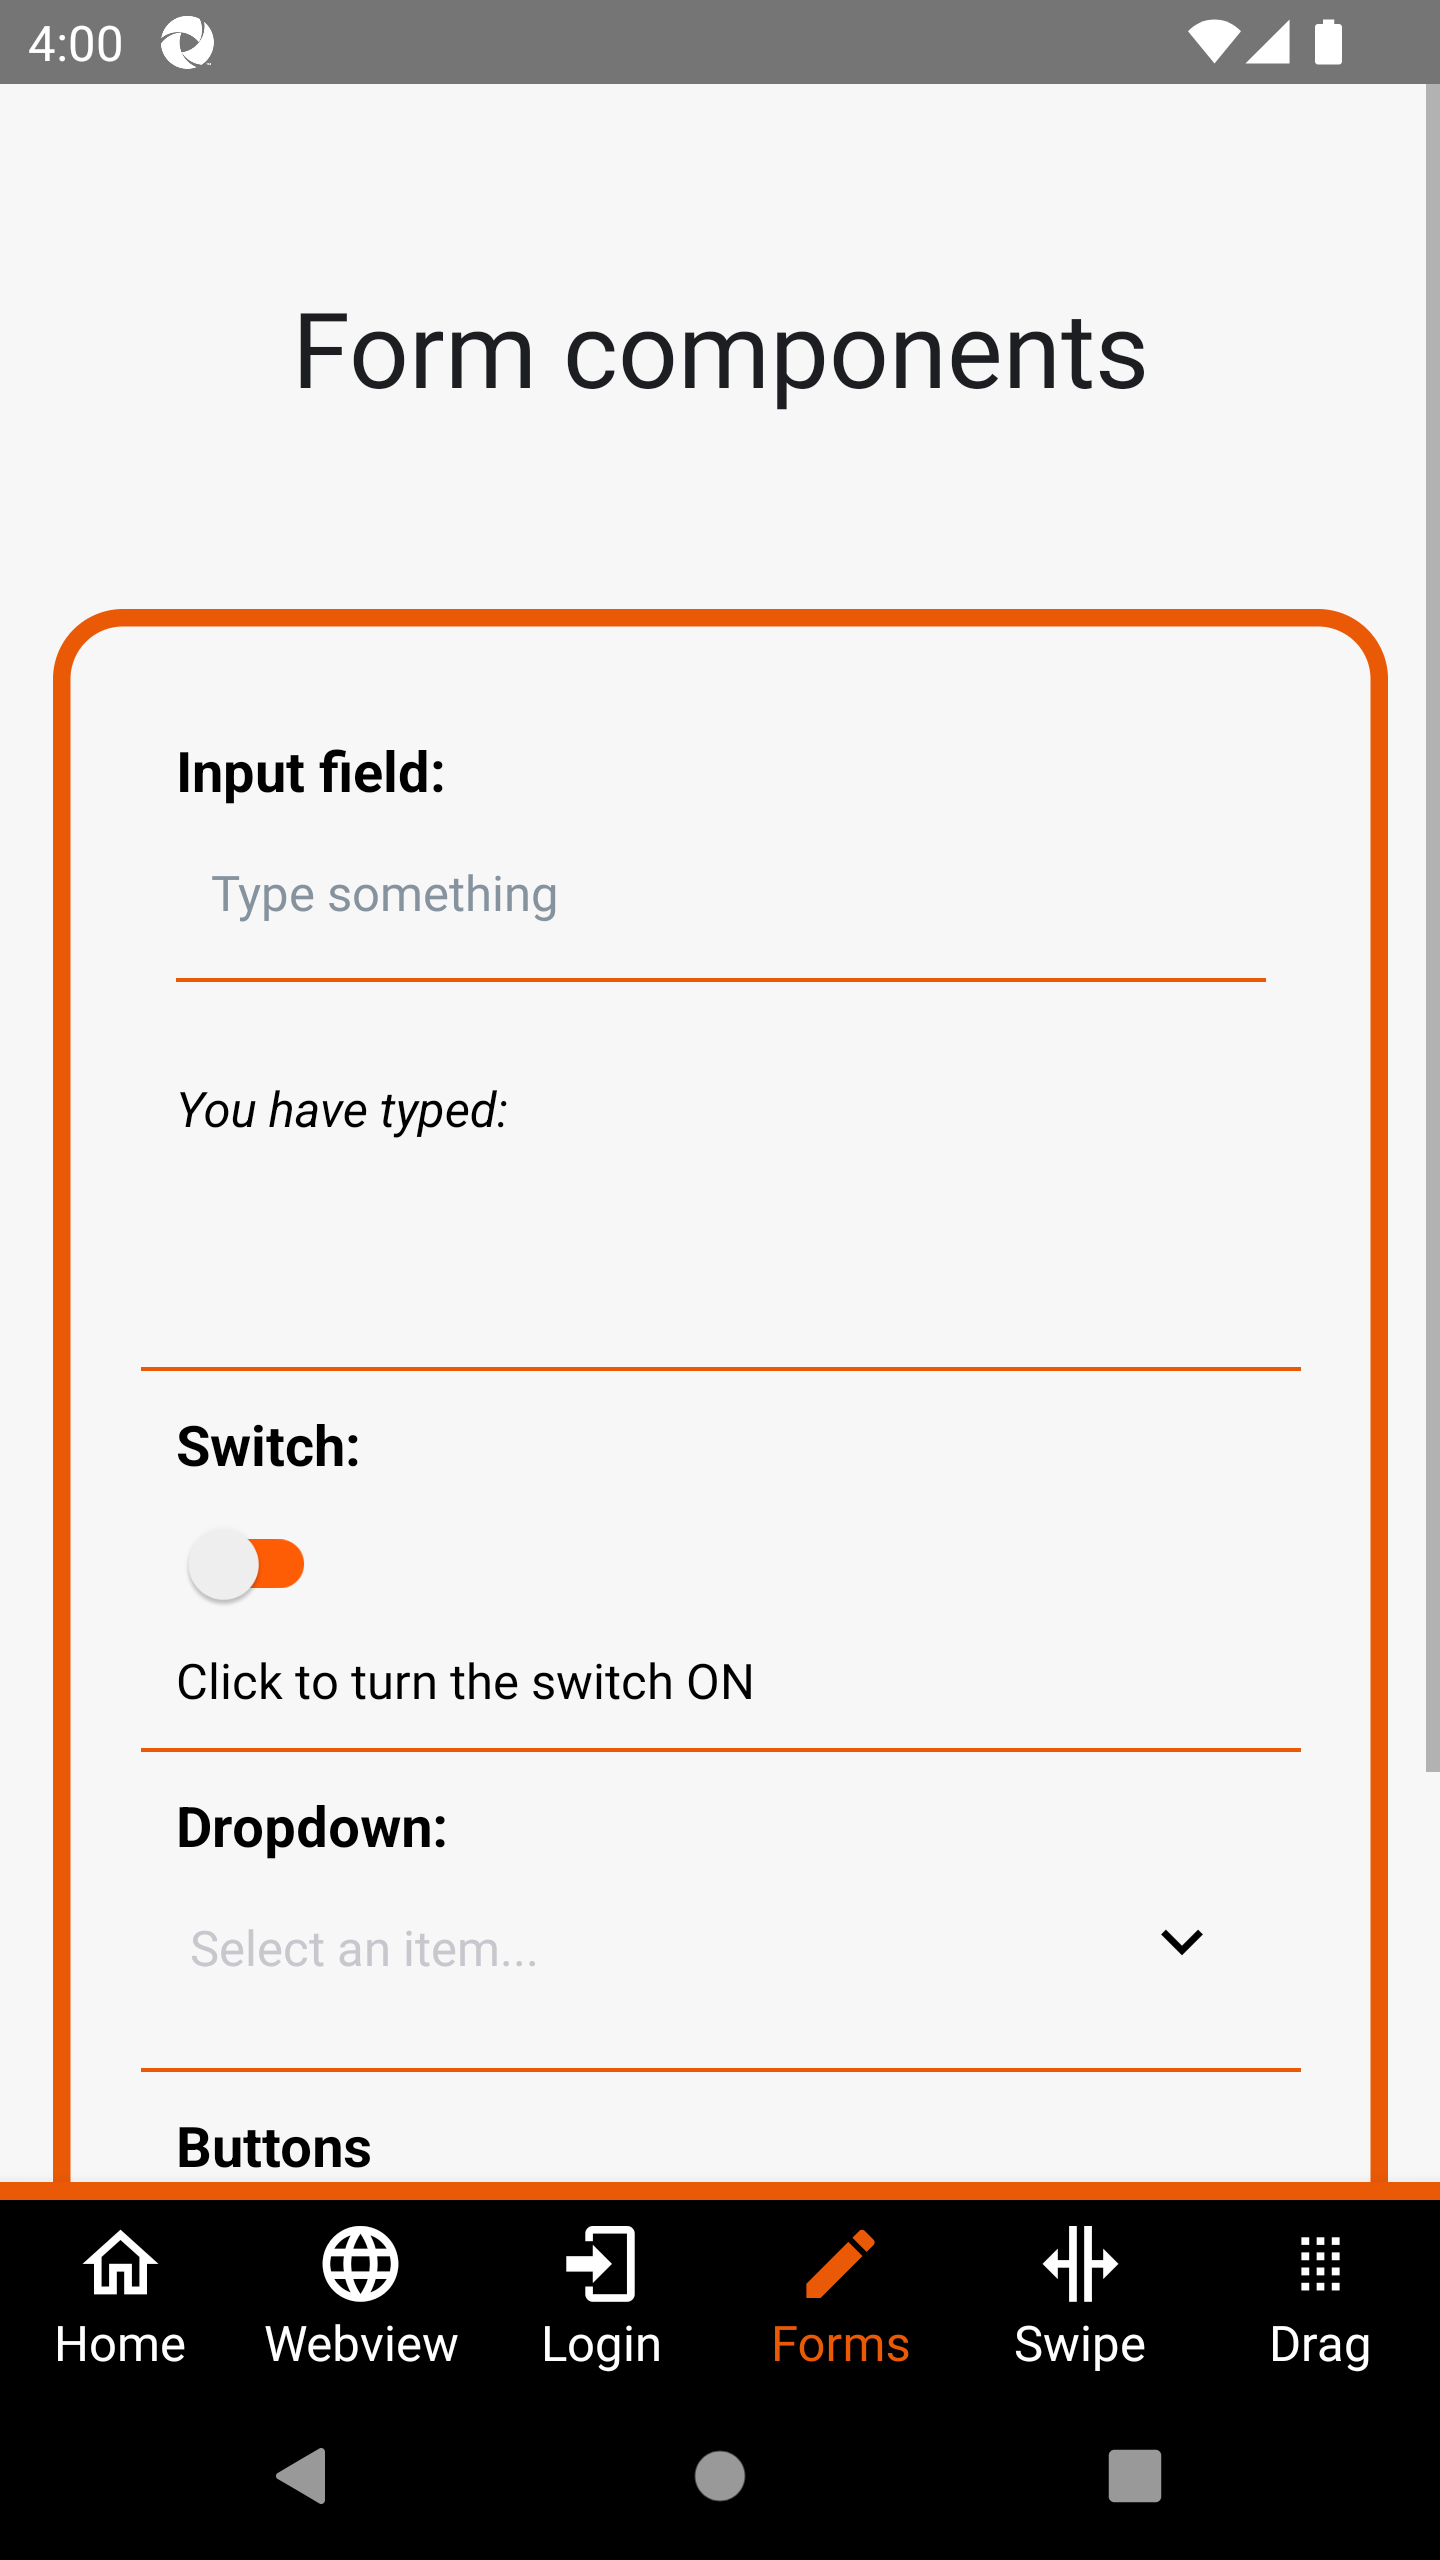 4:00
Form components
Input field:
Type something
You have typed:
Switch:
Click to turn the switch ON
Dropdown:
Select an item...
Buttons
Home Webview Login Forms Swipe Drag